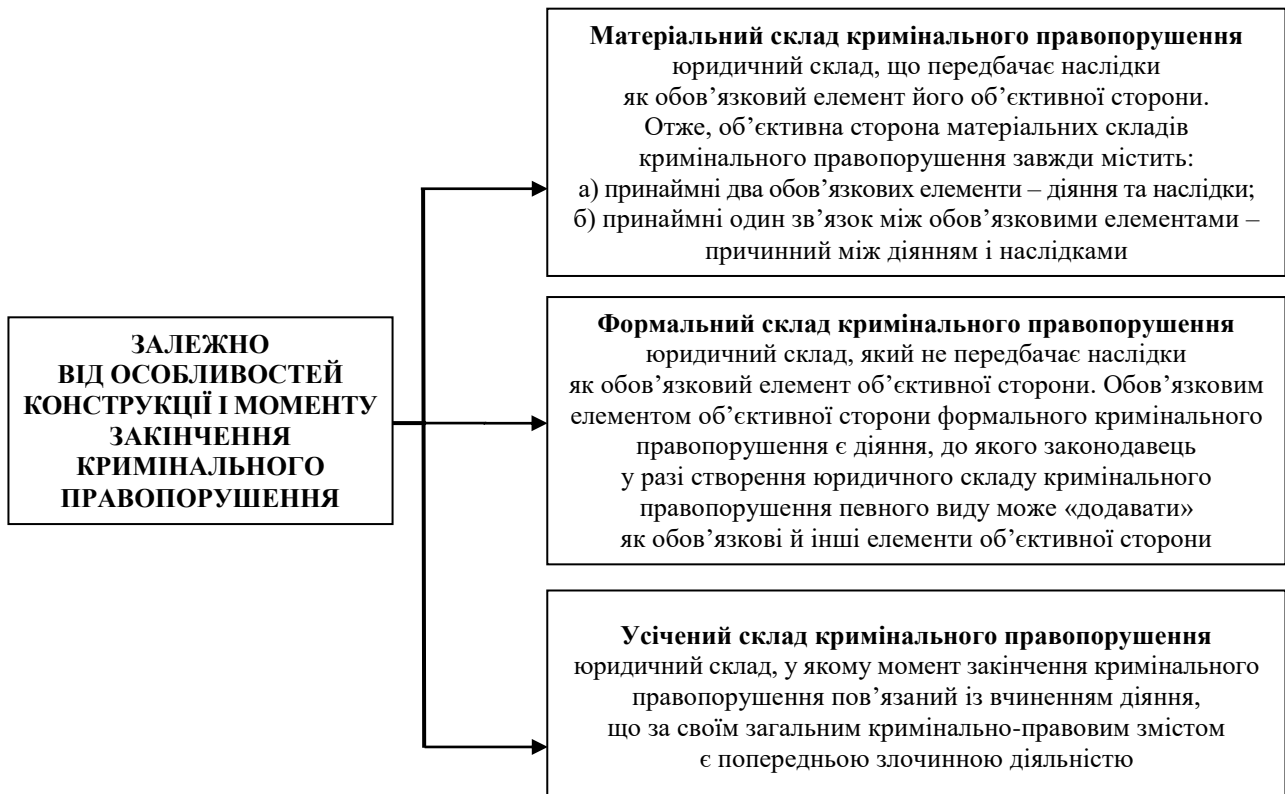 ЗАЛЕЖНО
ВІД ОСОБЛИВОСТЕЙ
КОНСТРУКЦІЇ І МОМЕНТУ
ЗАКІНЧЕННЯ
КРИМІНАЛЬНОГО
ПРАВОПОРУШЕННЯ
Матеріальний склад кримінального правопорушення
юридичний склад, що передбачає наслідки
як обов’язковий елемент його об’єктивної сторони.
Отже, об’єктивна сторона матеріальних складів
кримінального правопорушення завжди містить:
а) принаймні два обов’язкових елементи – діяння та наслідки;
б) принаймні один зв’язок між обов’язковими елементами –
причинний між діянням і наслідками
Формальний склад кримінального правопорушення
юридичний склад, який не передбачає наслідки
як обов’язковий елемент об’єктивної сторони. Обов’язковим
елементом об’єктивної сторони формального кримінального
правопорушення є діяння, до якого законодавець
у разі створення юридичного складу кримінального
правопорушення певного виду може «додавати»
як обов’язкові й інші елементи об’єктивної сторони
Усічений склад кримінального правопорушення
юридичний склад, у якому момент закінчення кримінального
правопорушення пов’язаний із вчиненням діяння,
що за своїм загальним кримінально-правовим змістом
є попередньою злочинною діяльністю